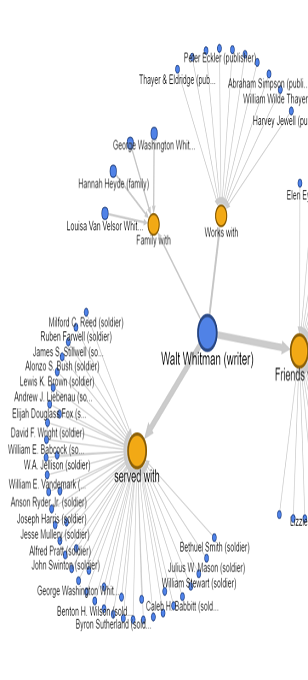 Peter Eckler (publisher)
Thayer & Eldridge (pub...
Abraham Simpson (publi...
William Wilde Thayer
Harvey Jewell (pu
George Washington Whit...
Hannah Heyde (family)
Elen Ey
Louisa Van Velsor Whit...
Works with
Family with
Walt Whitman (writer)
Friends
Milford C. Reed (soldier)
Ruben Farwell (soldier)
James S. Stilwell (so...
Alonzo S. Bush (soldier)
Lewis K. Brown (soldier)
Andrew J. Liebenau (so...
Elijah Douglass Fox (s...
David F. Wright (soldier)
William E. Babcock (so...
W.A. Jellison (soldier)
served with
William E. Vandemark (...
Anson Ryder Jr. (soldier)
Joseph Harris (soldier)
Jesse Mullery (soldier)
Alfred Pratt (soldier)
John Swinton (soldier)
Bethuel Smith (soldier)
Julius W. Mason (soldier)
William Stewart (soldier)
George Washington Whit...
Caleb H. Babbitt (sold...
Benton H. Wilson (sold...
Byron Sutherland (sold...